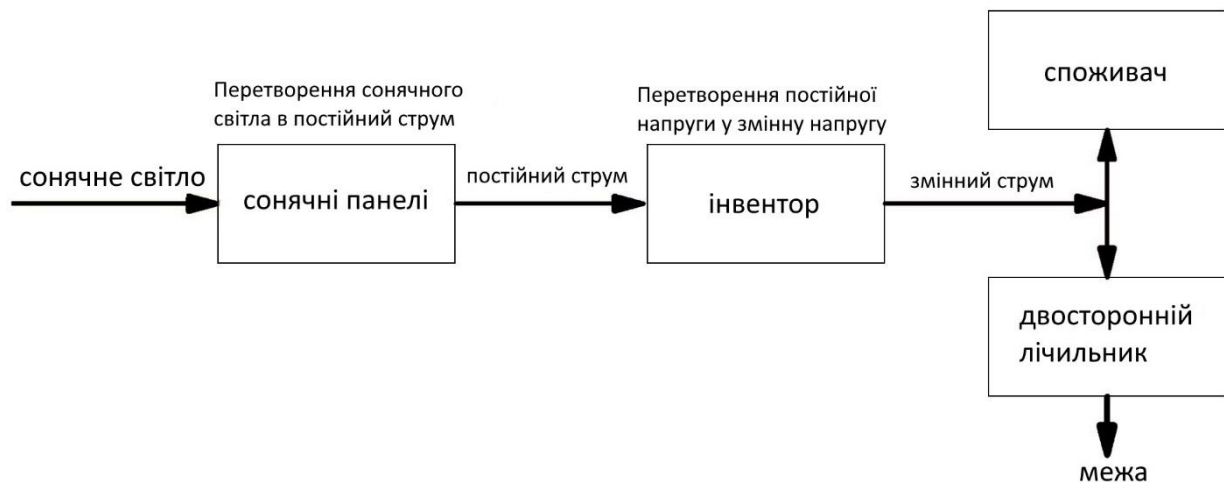 сонячне світло
Перетворення сонячного
світла в постійний струм
сонячні панелі
постійний струм
Перетворення постійної
напруги у змінну напругу
інвентор
змінний струм
споживач
двосторонній
лічильник
межа